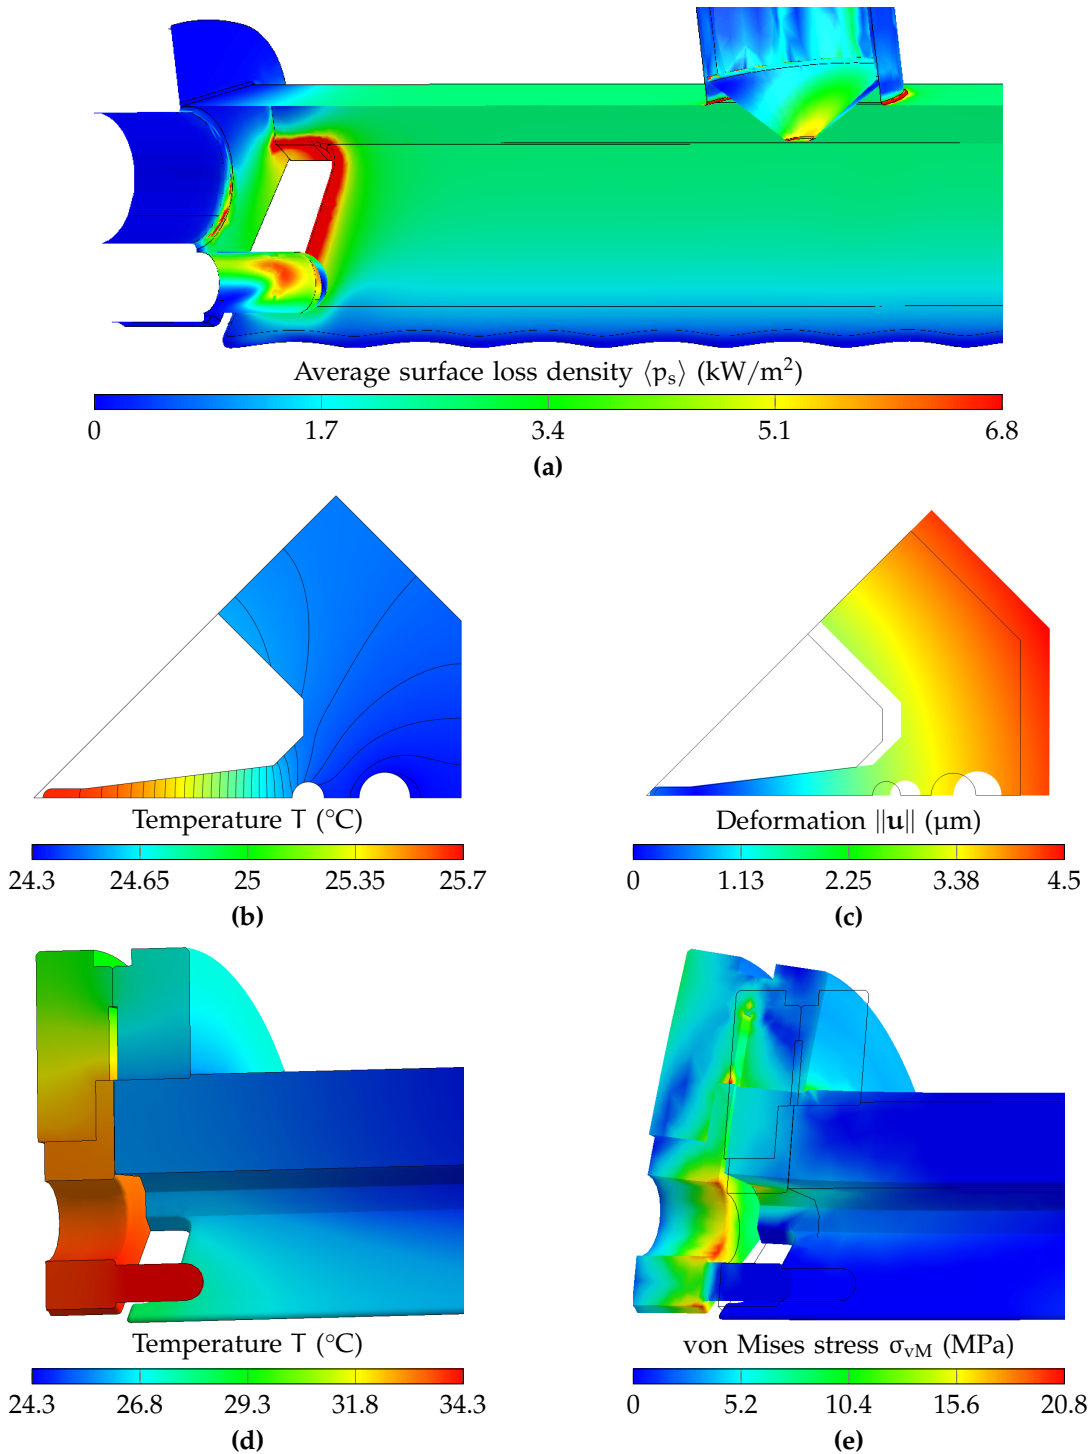 Average surface loss density ⟨pₛ⟩ (kW/m²)
0 1.7 3.4 5.1 6.8
(a)
Temperature T (°C)
24.3 24.65 25 25.35 25.7
(b)
Deformation ||u|| (µm)
0 1.13 2.25 3.38 4.5
(c)
Temperature T (°C)
24.3 26.8 29.3 31.8 34.3
(d)
von Mises stress σvM (MPa)
0 5.2 10.4 15.6 20.8
(e)